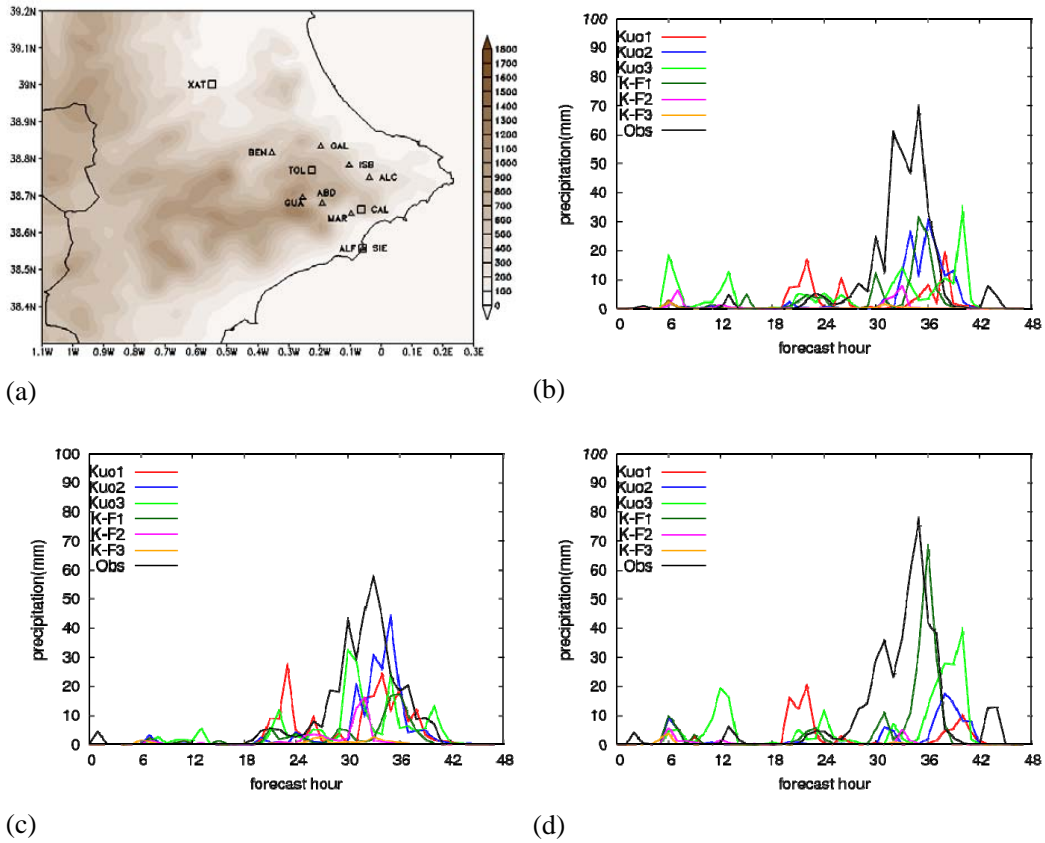 39.2N
39.1N
39N
38.9N
38.8N
38.7N
38.6N
38.5N
38.4N
1.1W 1W 0.9W 0.8W 0.7W 0.6W 0.5W 0.4W 0.3W 0.2W 0.1W 0 0.1E 0.2E 0.3E
XAT
GAL
BEN
ISB
TOL
ALC
ABD
GUA
CAL
MAR
ALF SIE
1800
1700
1600
1500
1400
1300
1200
1100
1000
900
800
700
600
500
400
300
200
100
0
(a)
100
90
80
70
60
50
40
30
20
10
0
precipitation(mm)
Kuo1
Kuo2
Kuo3
K-F1
K-F2
K-F3
Obs
0 6 12 18 24 30 36 42 48
forecast hour
(b)
100
90
80
70
60
50
40
30
20
10
0
precipitation(mm)
Kuo1
Kuo2
Kuo3
K-F1
K-F2
K-F3
Obs
0 6 12 18 24 30 36 42 48
forecast hour
(c)
100
90
80
70
60
50
40
30
20
10
0
precipitation(mm)
Kuo1
Kuo2
Kuo3
K-F1
K-F2
K-F3
Obs
0 6 12 18 24 30 36 42 48
forecast hour
(d)